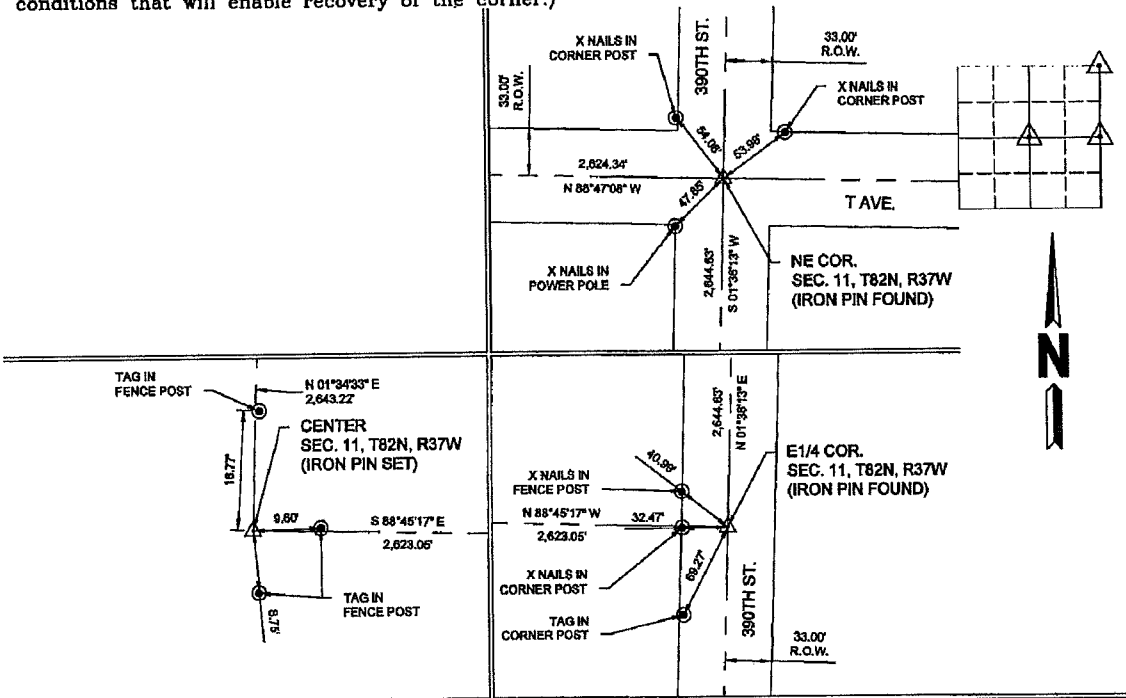 conditions that will enable recovery of the corner.)
X NAILS IN
CORNER POST
390TH ST.
33.00'
R.O.W.
X NAILS IN
CORNER POST
33.00'
R.O.W.
54.08'
53.98'
2,624.34'
N 88°47'08" W
47.85'
T AVE.
X NAILS IN
POWER POLE
2,644.63'
S 01°38'13" W
NE COR.
SEC. 11, T82N, R37W
(IRON PIN FOUND)
N
TAG IN
FENCE POST
N 01°34'33" E
2,643.22'
CENTER
SEC. 11, T82N, R37W
(IRON PIN SET)
18.77'
9.60'
S 88°45'17" E
2,623.05'
TAG IN
FENCE POST
8.75'
2,644.63'
N 01°38'13" E
40.99'
X NAILS IN
FENCE POST
E1/4 COR.
SEC. 11, T82N, R37W
(IRON PIN FOUND)
N 88°45'17" W
32.47'
2,623.05'
X NAILS IN
CORNER POST
69.27'
TAG IN
CORNER POST
390TH ST.
33.00'
R.O.W.